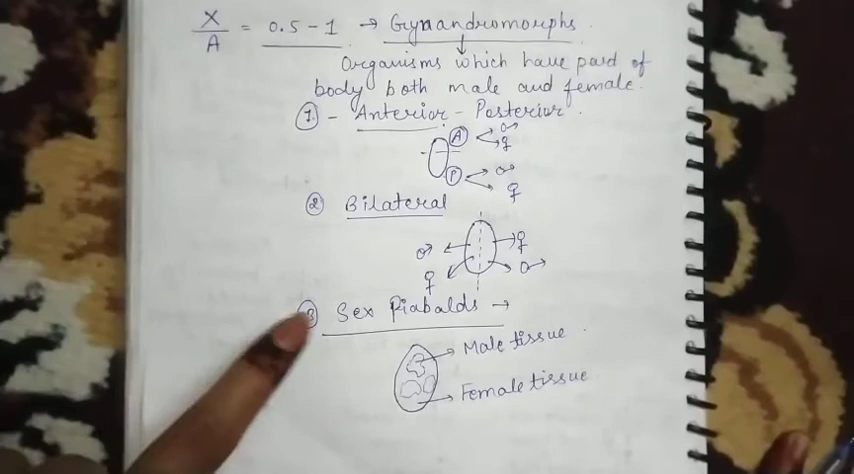 X/A = 0.5 - 1 → Gynandromorphs.
Organisms which have part of
body both male and female.
① - Anterior - Posterior.
A ♂ ♀
P ♂ ♀
② Bilateral
♂ ♀
♀ ♂
③ Sex Piabalds →
Male tissue
Female tissue